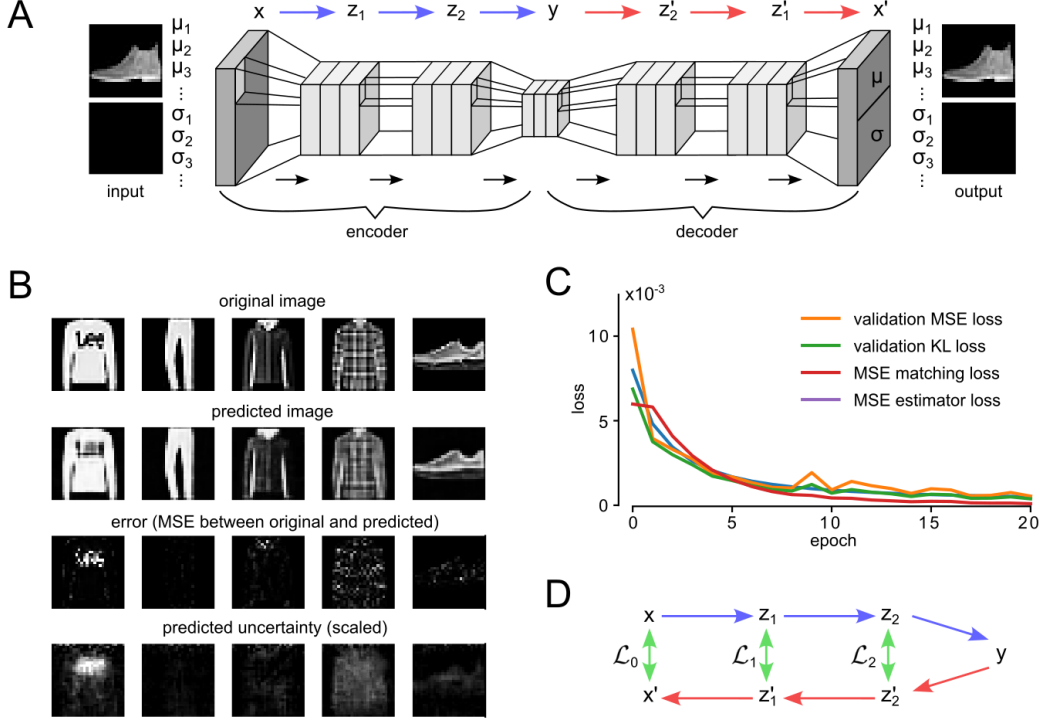 A
x z₁ z₂ y z'₂ z'₁ x'
μ₁
μ₂
μ₃
...
σ₁
σ₂
σ₃
...
input
μ
σ
μ₁
μ₂
μ₃
...
σ₁
σ₂
σ₃
...
output
encoder
decoder
B
original image
Lee
predicted image
error (MSE between original and predicted)
predicted uncertainty (scaled)
C
x10⁻³
10
5
0
loss
validation MSE loss
validation KL loss
MSE matching loss
MSE estimator loss
0 5 10 15 20
epoch
D
x z₁ z₂
y
ℒ₀ ℒ₁ ℒ₂
x' z'₁ z'₂